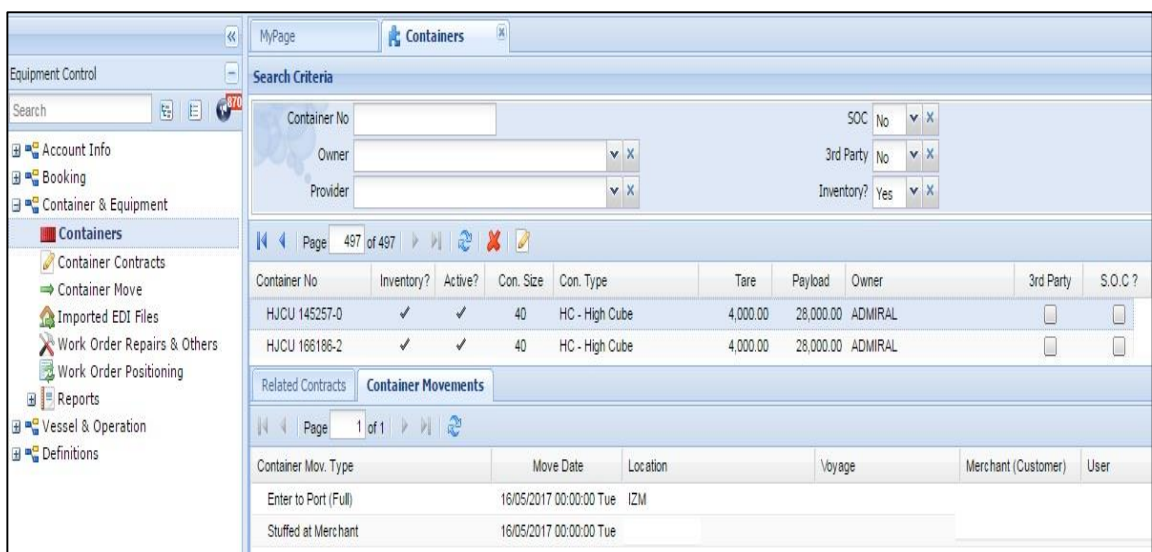 Equipment Control
Search
870
Account Info
Booking
Container & Equipment
Containers
Container Contracts
Container Move
Imported EDI Files
Work Order Repairs & Others
Work Order Positioning
Reports
Vessel & Operation
Definitions
MyPage Containers
Search Criteria
Container No SOC No
Owner 3rd Party No
Provider Inventory? Yes
Page 497 of 497
Container No Inventory? Active? Con. Size Con. Type Tare Payload Owner 3rd Party S.O.C ?
HJCU 145257-0 40 HC - High Cube 4,000.00 28,000.00 ADMIRAL
HJCU 166186-2 40 HC - High Cube 4,000.00 28,000.00 ADMIRAL
Related Contracts Container Movements
Page 1 of 1
Container Mov. Type Move Date Location Voyage Merchant (Customer) User
Enter to Port (Full) 16/05/2017 00:00:00 Tue IZM
Stuffed at Merchant 16/05/2017 00:00:00 Tue